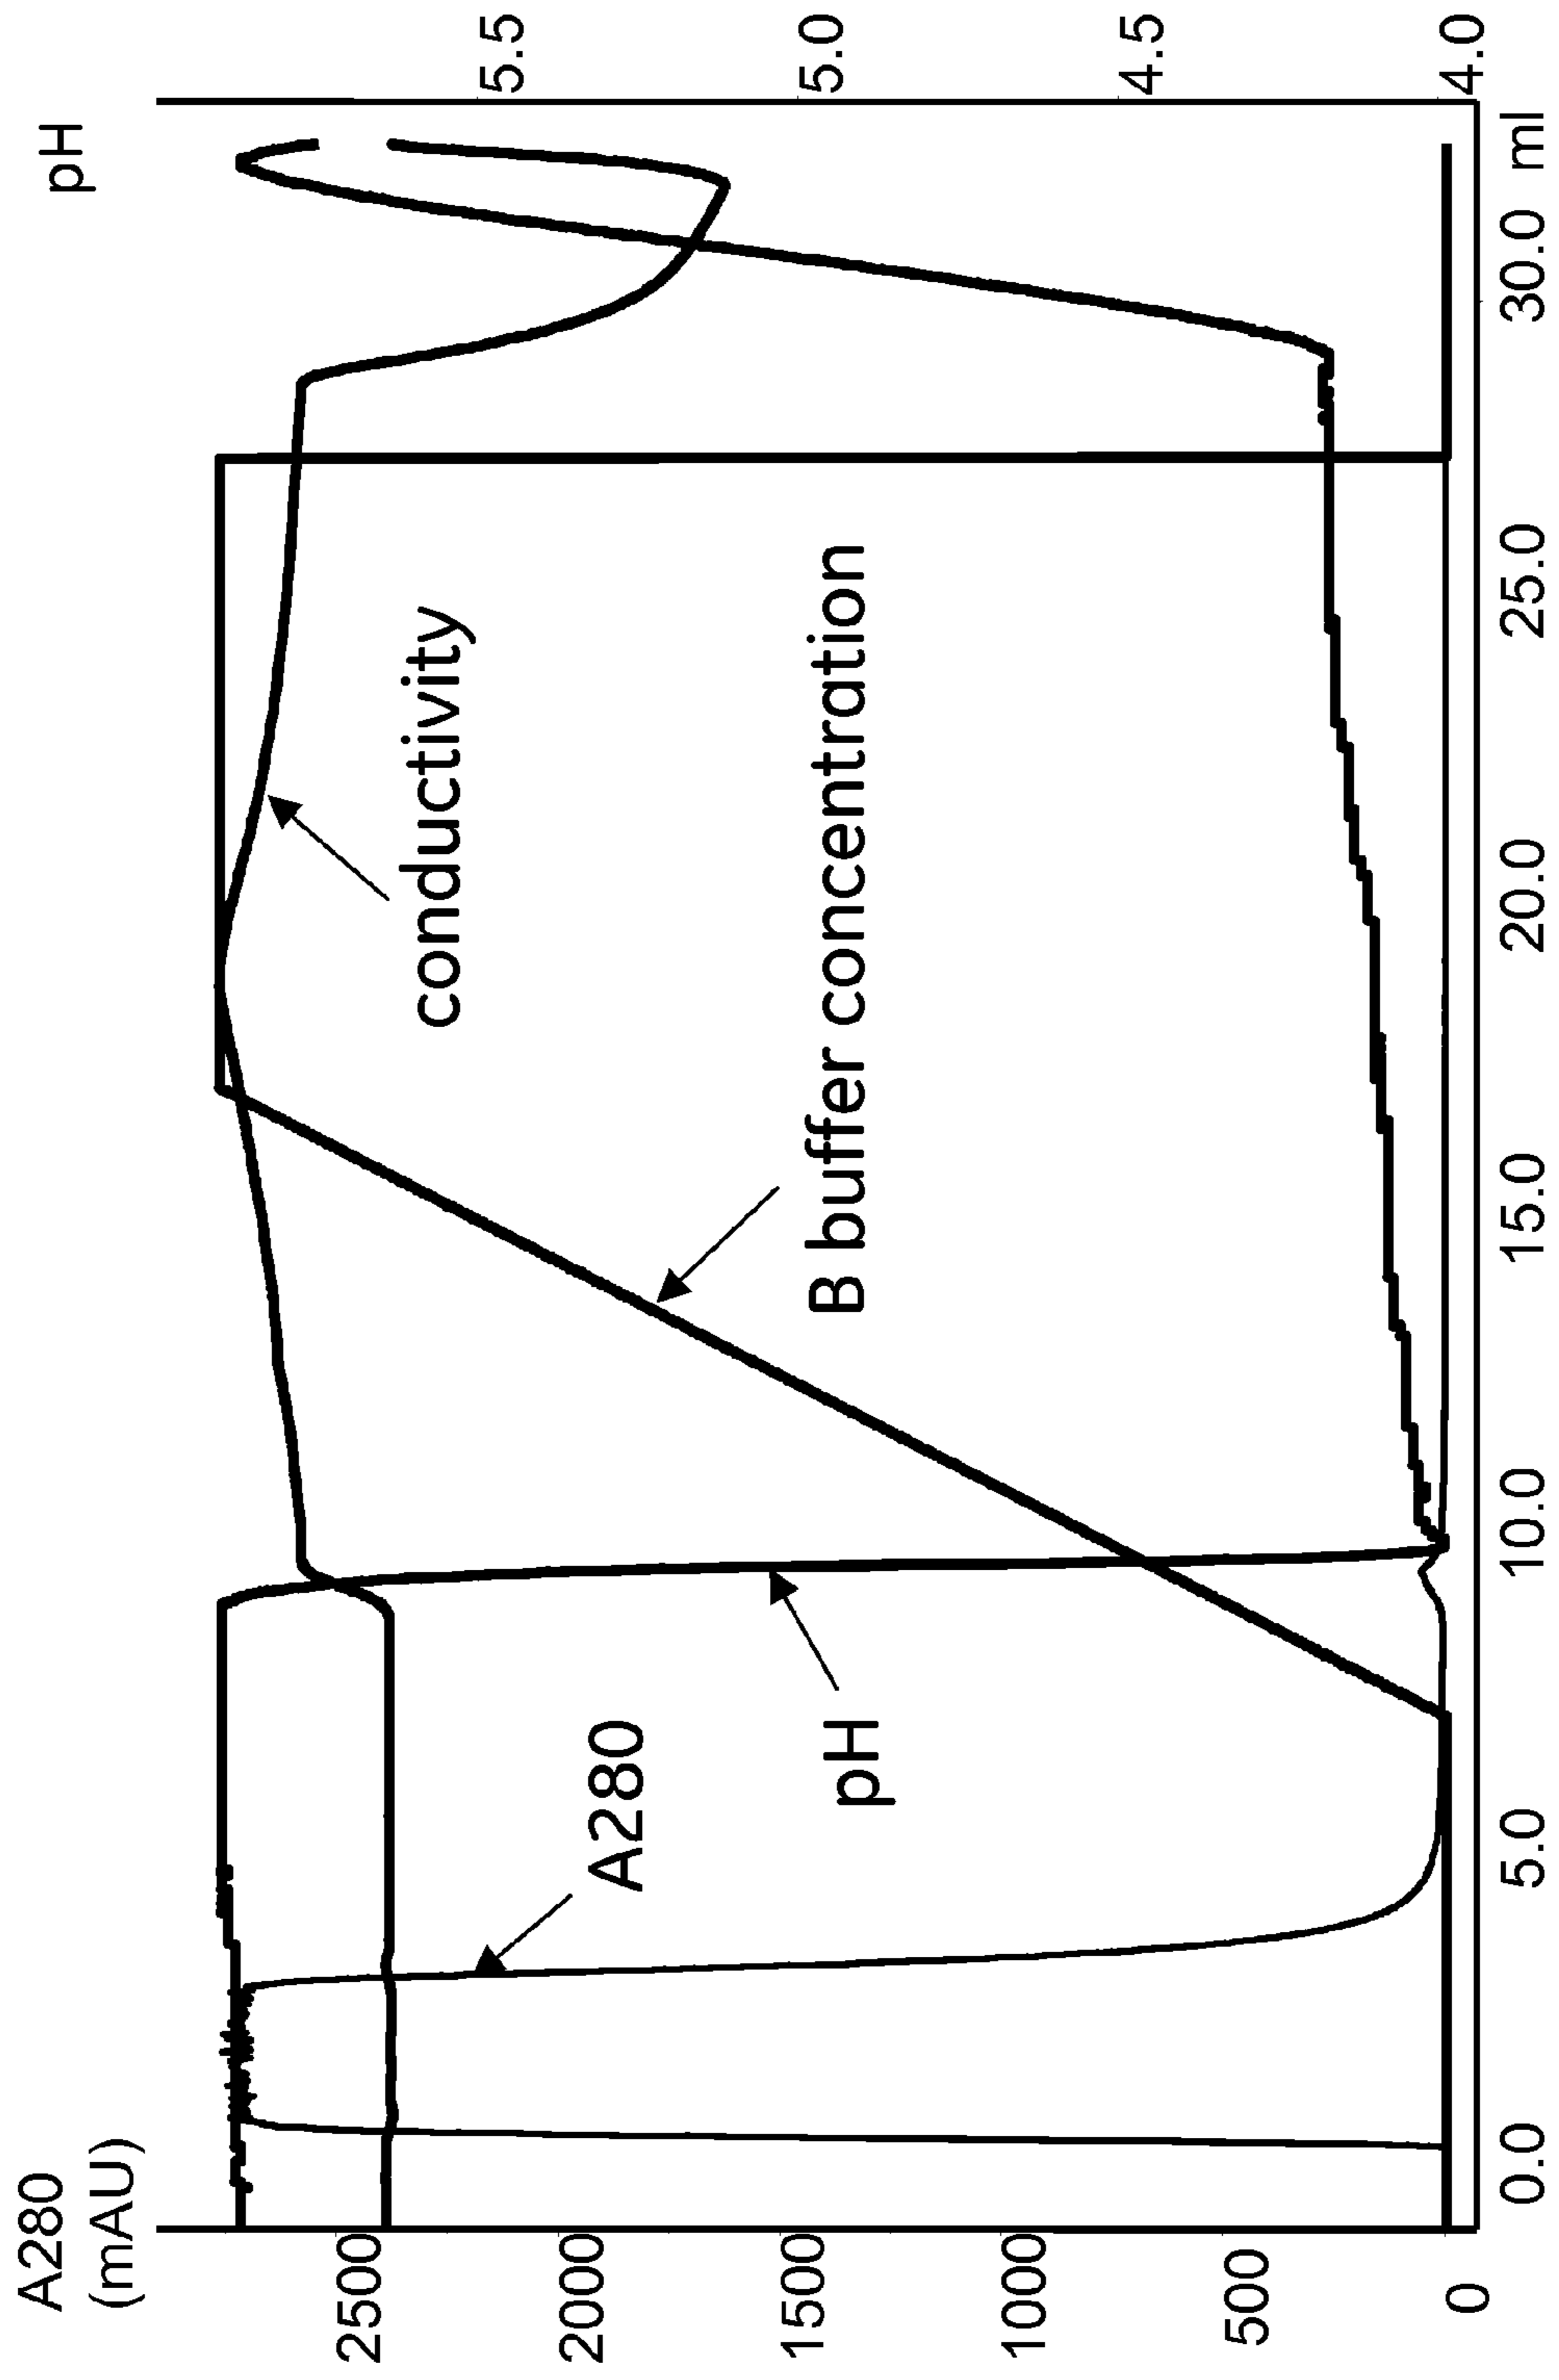 A280
(mAU)
pH
2500
2000
1500
1000
500
0
5.5
5.0
4.5
4.0
conductivity
B buffer concentration
A280
pH
0.0 5.0 10.0 15.0 20.0 25.0 30.0 ml